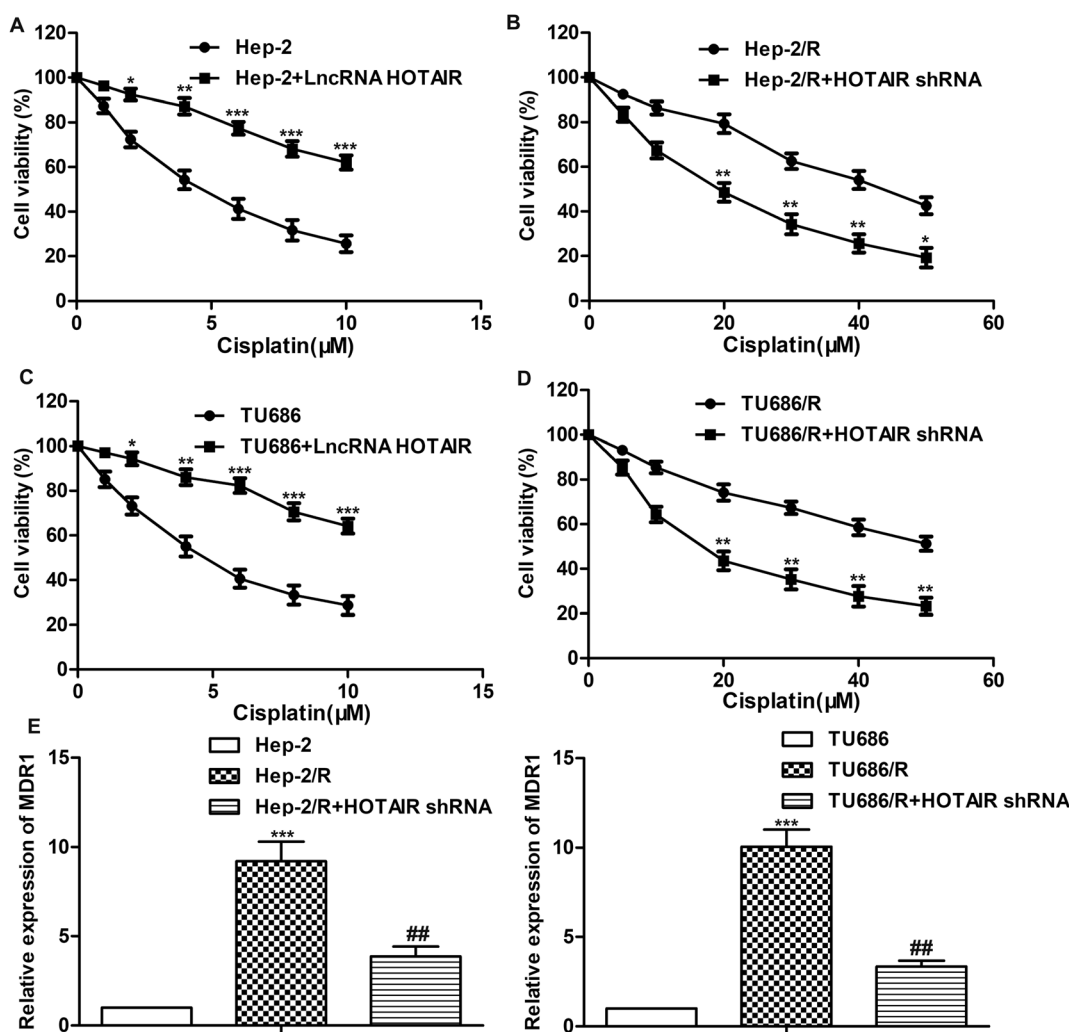 A
Hep-2
Hep-2+LncRNA HOTAIR
120
100
80
60
40
20
0
Cell viability (%)
*
**
***
***
***
0
5
10
15
Cisplatin(µM)
B
Hep-2/R
Hep-2/R+HOTAIR shRNA
120
100
80
60
40
20
0
Cell viability (%)
**
**
**
*
0
20
40
60
Cisplatin(µM)
C
TU686
TU686+LncRNA HOTAIR
120
100
80
60
40
20
0
Cell viability (%)
*
**
***
***
***
0
5
10
15
Cisplatin(µM)
D
TU686/R
TU686/R+HOTAIR shRNA
120
100
80
60
40
20
0
Cell viability (%)
**
**
**
**
0
20
40
60
Cisplatin(µM)
E
Hep-2
Hep-2/R
Hep-2/R+HOTAIR shRNA
15
10
5
0
Relative expression of MDR1
***
##
TU686
TU686/R
TU686/R+HOTAIR shRNA
15
10
5
0
Relative expression of MDR1
***
##